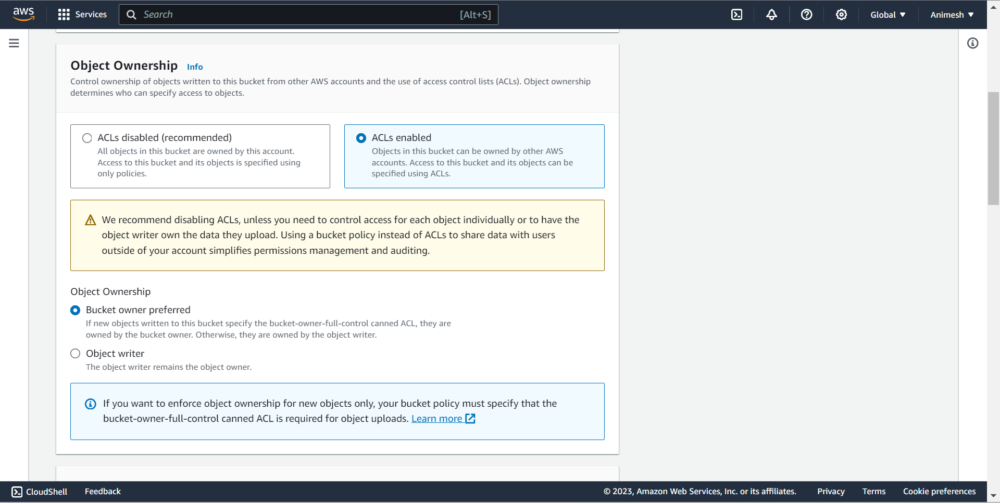 aws
Services
Search
[Alt+S]
Global
Animesh
Object Ownership
Info
Control ownership of objects written to this bucket from other AWS accounts and the use of access control lists (ACLs). Object ownership
determines who can specify access to objects.
ACLs disabled (recommended)
All objects in this bucket are owned by this account.
Access to this bucket and its objects is specified using
only policies.
ACLs enabled
Objects in this bucket can be owned by other AWS
accounts. Access to this bucket and its objects can be
specified using ACLs.
We recommend disabling ACLs, unless you need to control access for each object individually or to have the
object writer own the data they upload. Using a bucket policy instead of ACLs to share data with users
outside of your account simplifies permissions management and auditing.
Object Ownership
Bucket owner preferred
If new objects written to this bucket specify the bucket-owner-full-control canned ACL, they are
owned by the bucket owner. Otherwise, they are owned by the object writer.
Object writer
The object writer remains the object owner.
If you want to enforce object ownership for new objects only, your bucket policy must specify that the
bucket-owner-full-control canned ACL is required for object uploads. Learn more
CloudShell
Feedback
© 2023, Amazon Web Services, Inc. or its affiliates.
Privacy
Terms
Cookie preferences